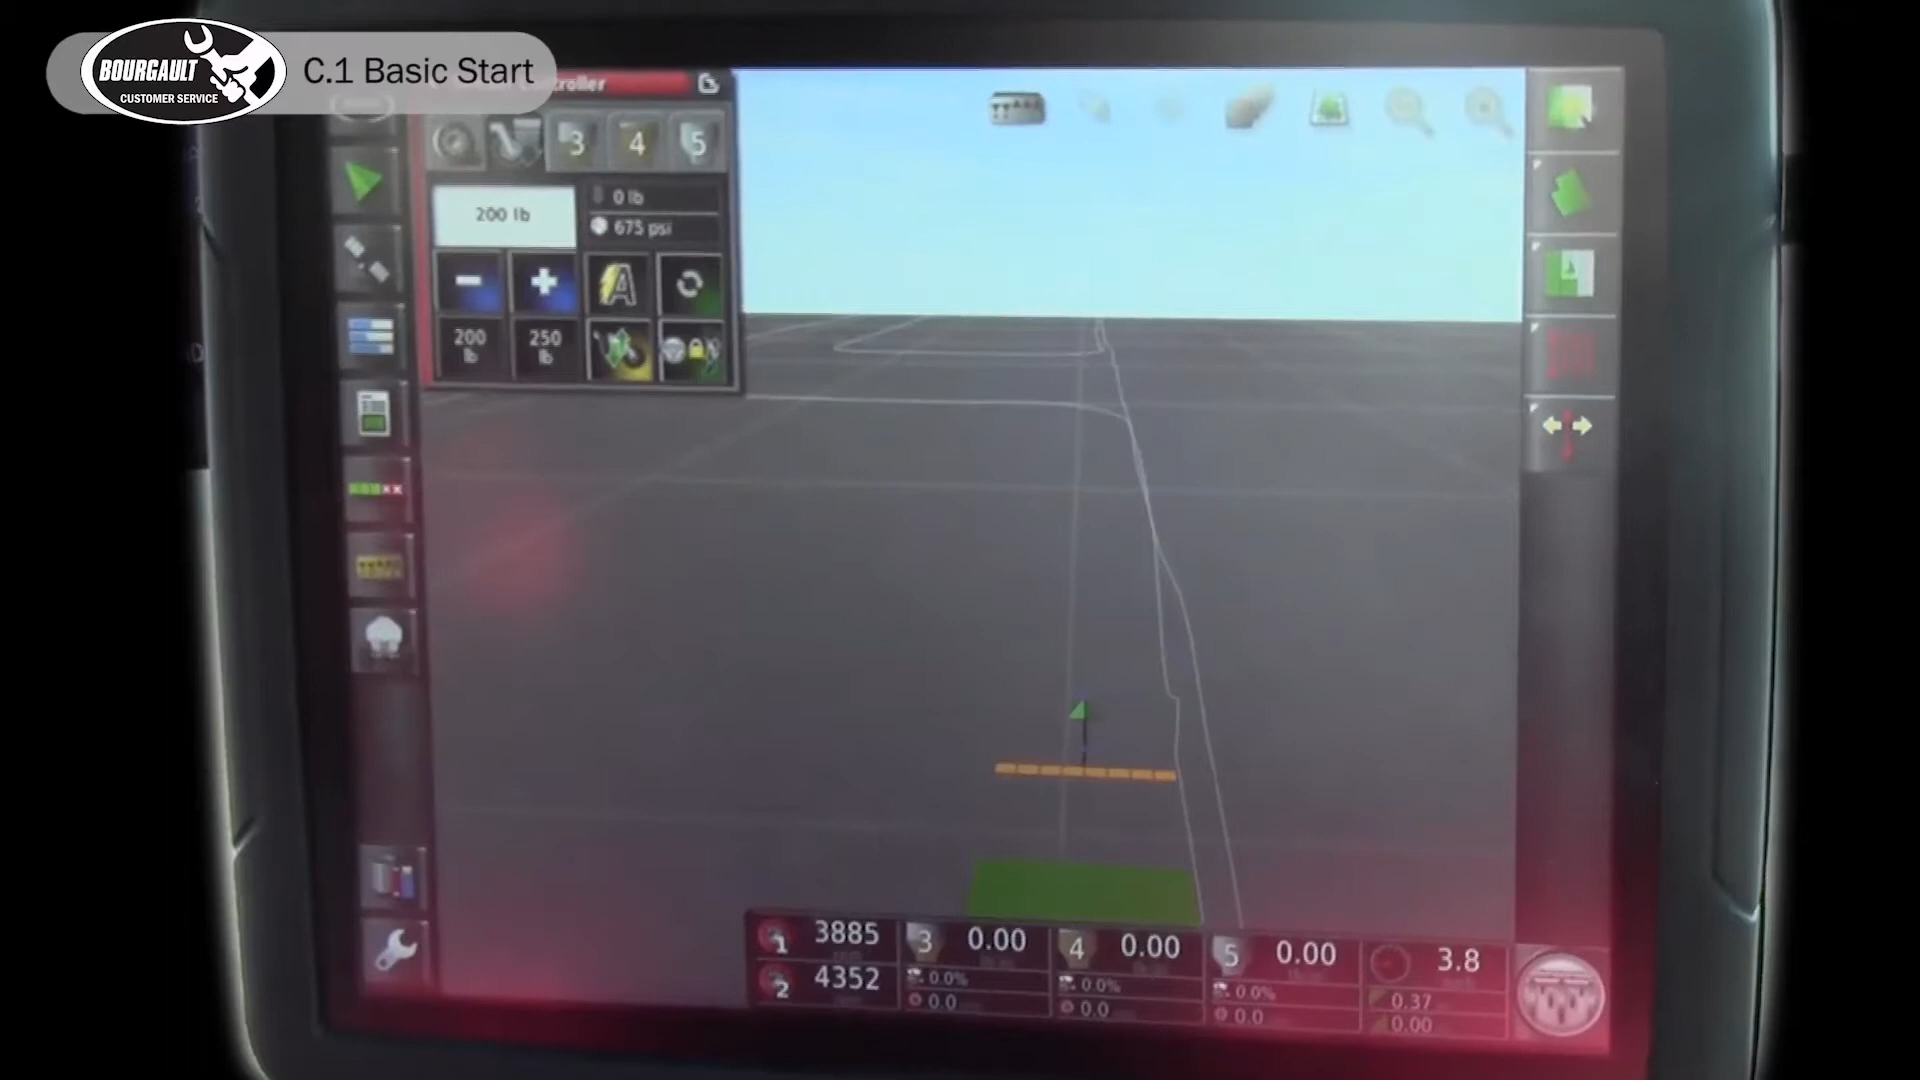 BOURGAULT
CUSTOMER SERVICE
C.1 Basic Start
3 4 5
200 lb
0 lb
675 psi
A
200 lb
250 lb
1 3885
2 4352
3 0.00
0.0%
0.0
4 0.00
0.0%
0.0
5 0.00
0.0%
0.0
3.8
0.37
0.00